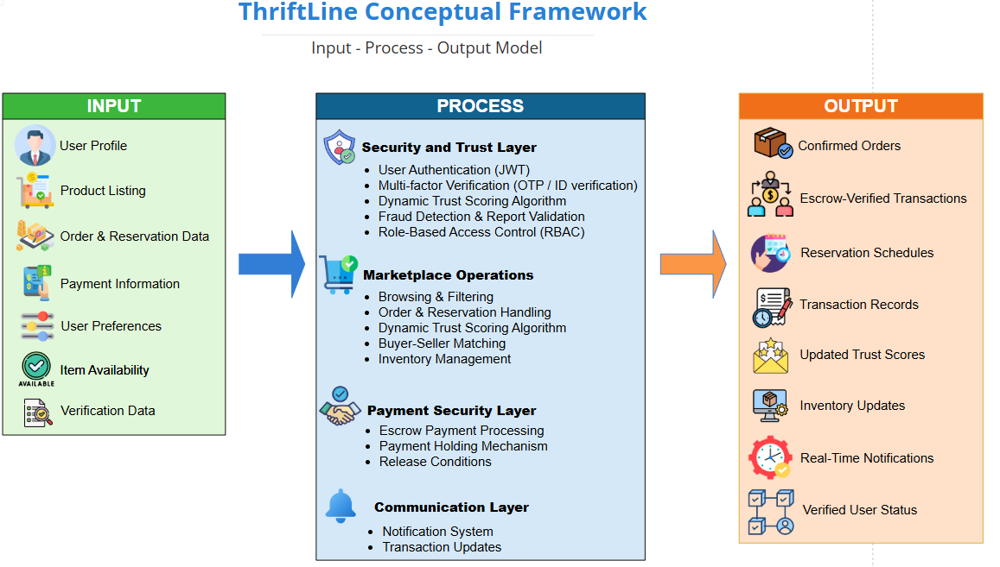 ThriftLine Conceptual Framework
Input - Process - Output Model
INPUT
User Profile
Product Listing
Order & Reservation Data
Payment Information
User Preferences
AVAILABLE
Item Availability
Verification Data
PROCESS
Security and Trust Layer
• User Authentication (JWT)
• Multi-factor Verification (OTP / ID verification)
• Dynamic Trust Scoring Algorithm
• Fraud Detection & Report Validation
• Role-Based Access Control (RBAC)
Marketplace Operations
• Browsing & Filtering
• Order & Reservation Handling
• Dynamic Trust Scoring Algorithm
• Buyer-Seller Matching
• Inventory Management
Payment Security Layer
• Escrow Payment Processing
• Payment Holding Mechanism
• Release Conditions
Communication Layer
• Notification System
• Transaction Updates
OUTPUT
Confirmed Orders
Escrow-Verified Transactions
Reservation Schedules
Transaction Records
Updated Trust Scores
Inventory Updates
Real-Time Notifications
Verified User Status